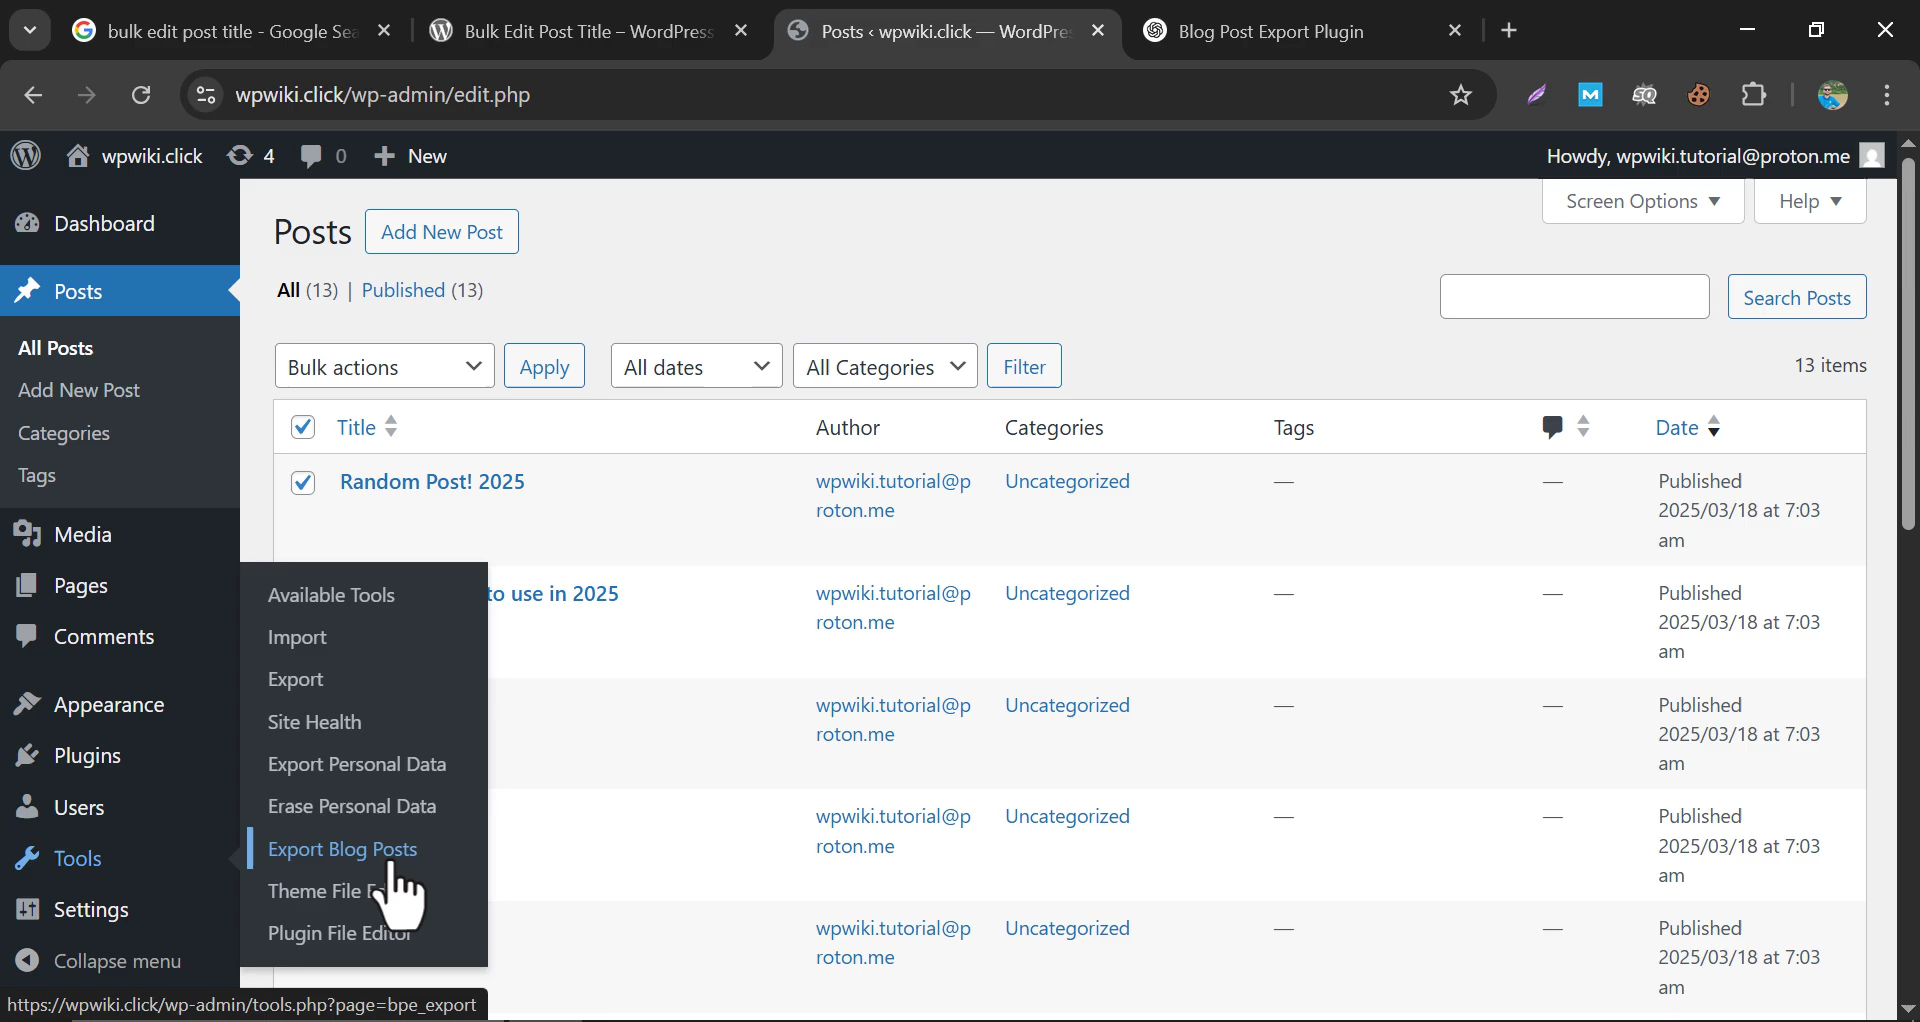 bulk edit post title - Google Sea
Bulk Edit Post Title – WordPress
Posts ‹ wpwiki.click — WordPre
Blog Post Export Plugin
wpwiki.click/wp-admin/edit.php
wpwiki.click
4
0
New
Howdy, wpwiki.tutorial@proton.me
Dashboard
Posts
All Posts
Add New Post
Categories
Tags
Media
Pages
Comments
Appearance
Plugins
Users
Tools
Settings
Collapse menu
Available Tools
Import
Export
Site Health
Export Personal Data
Erase Personal Data
Export Blog Posts
Theme File
Plugin File Editor
Screen Options
Help
Posts
Add New Post
All (13) | Published (13)
Search Posts
Bulk actions
Apply
All dates
All Categories
Filter
13 items
Title
Author
Categories
Tags
Date
Random Post! 2025
wpwiki.tutorial@p
roton.me
Uncategorized
—
—
Published
2025/03/18 at 7:03
am
to use in 2025
wpwiki.tutorial@p
roton.me
Uncategorized
—
—
Published
2025/03/18 at 7:03
am
wpwiki.tutorial@p
roton.me
Uncategorized
—
—
Published
2025/03/18 at 7:03
am
wpwiki.tutorial@p
roton.me
Uncategorized
—
—
Published
2025/03/18 at 7:03
am
wpwiki.tutorial@p
roton.me
Uncategorized
—
—
Published
2025/03/18 at 7:03
am
https://wpwiki.click/wp-admin/tools.php?page=bpe_export